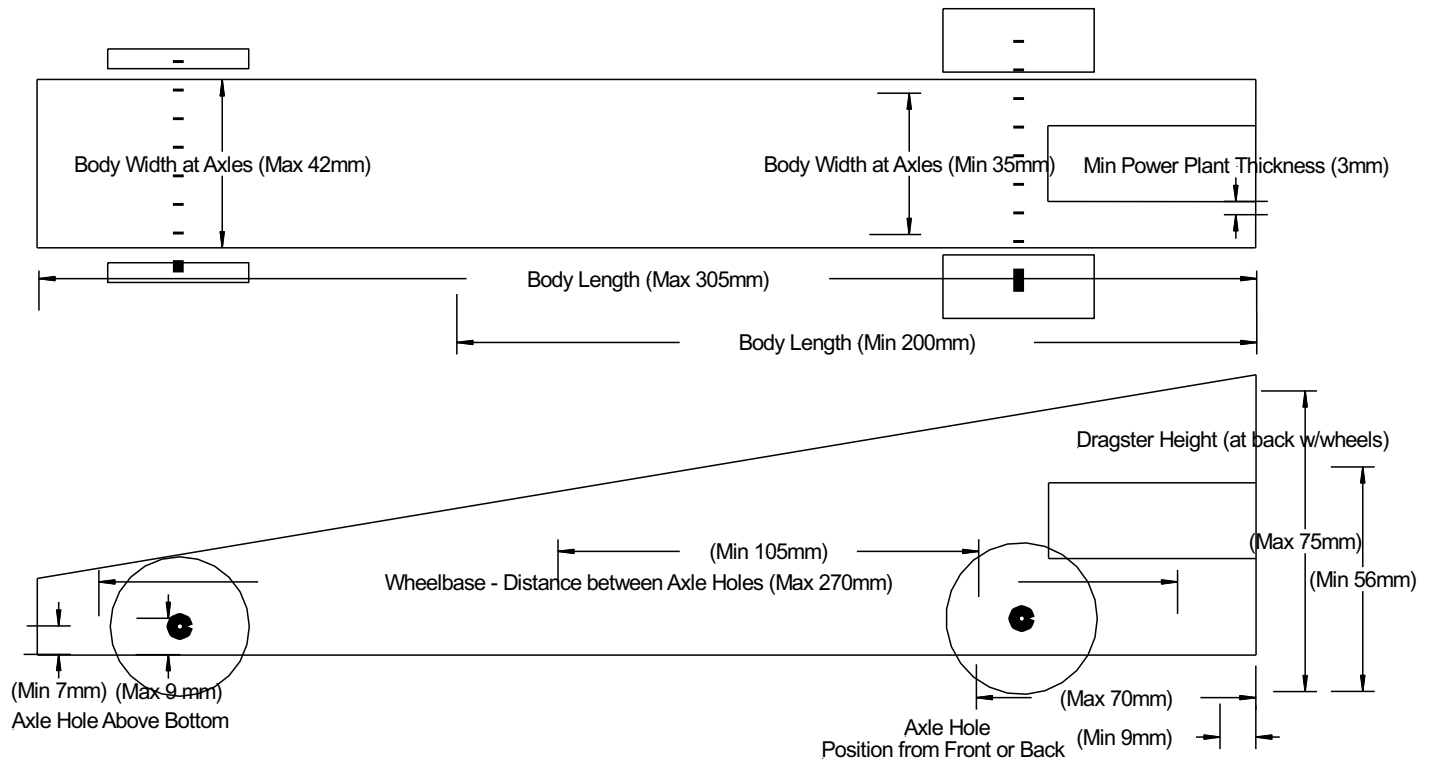 Body Width at Axles (Max 42mm)
Body Width at Axles (Min 35mm)
Min Power Plant Thickness (3mm)
Body Length (Max 305mm)
Body Length (Min 200mm)
Dragster Height (at back w/wheels)
(Min 105mm)
(Max 75mm)
Wheelbase - Distance between Axle Holes (Max 270mm)
(Min 56mm)
(Min 7mm)
(Max 9 mm)
Axle Hole Above Bottom
(Max 70mm)
Axle Hole
Position from Front or Back
(Min 9mm)